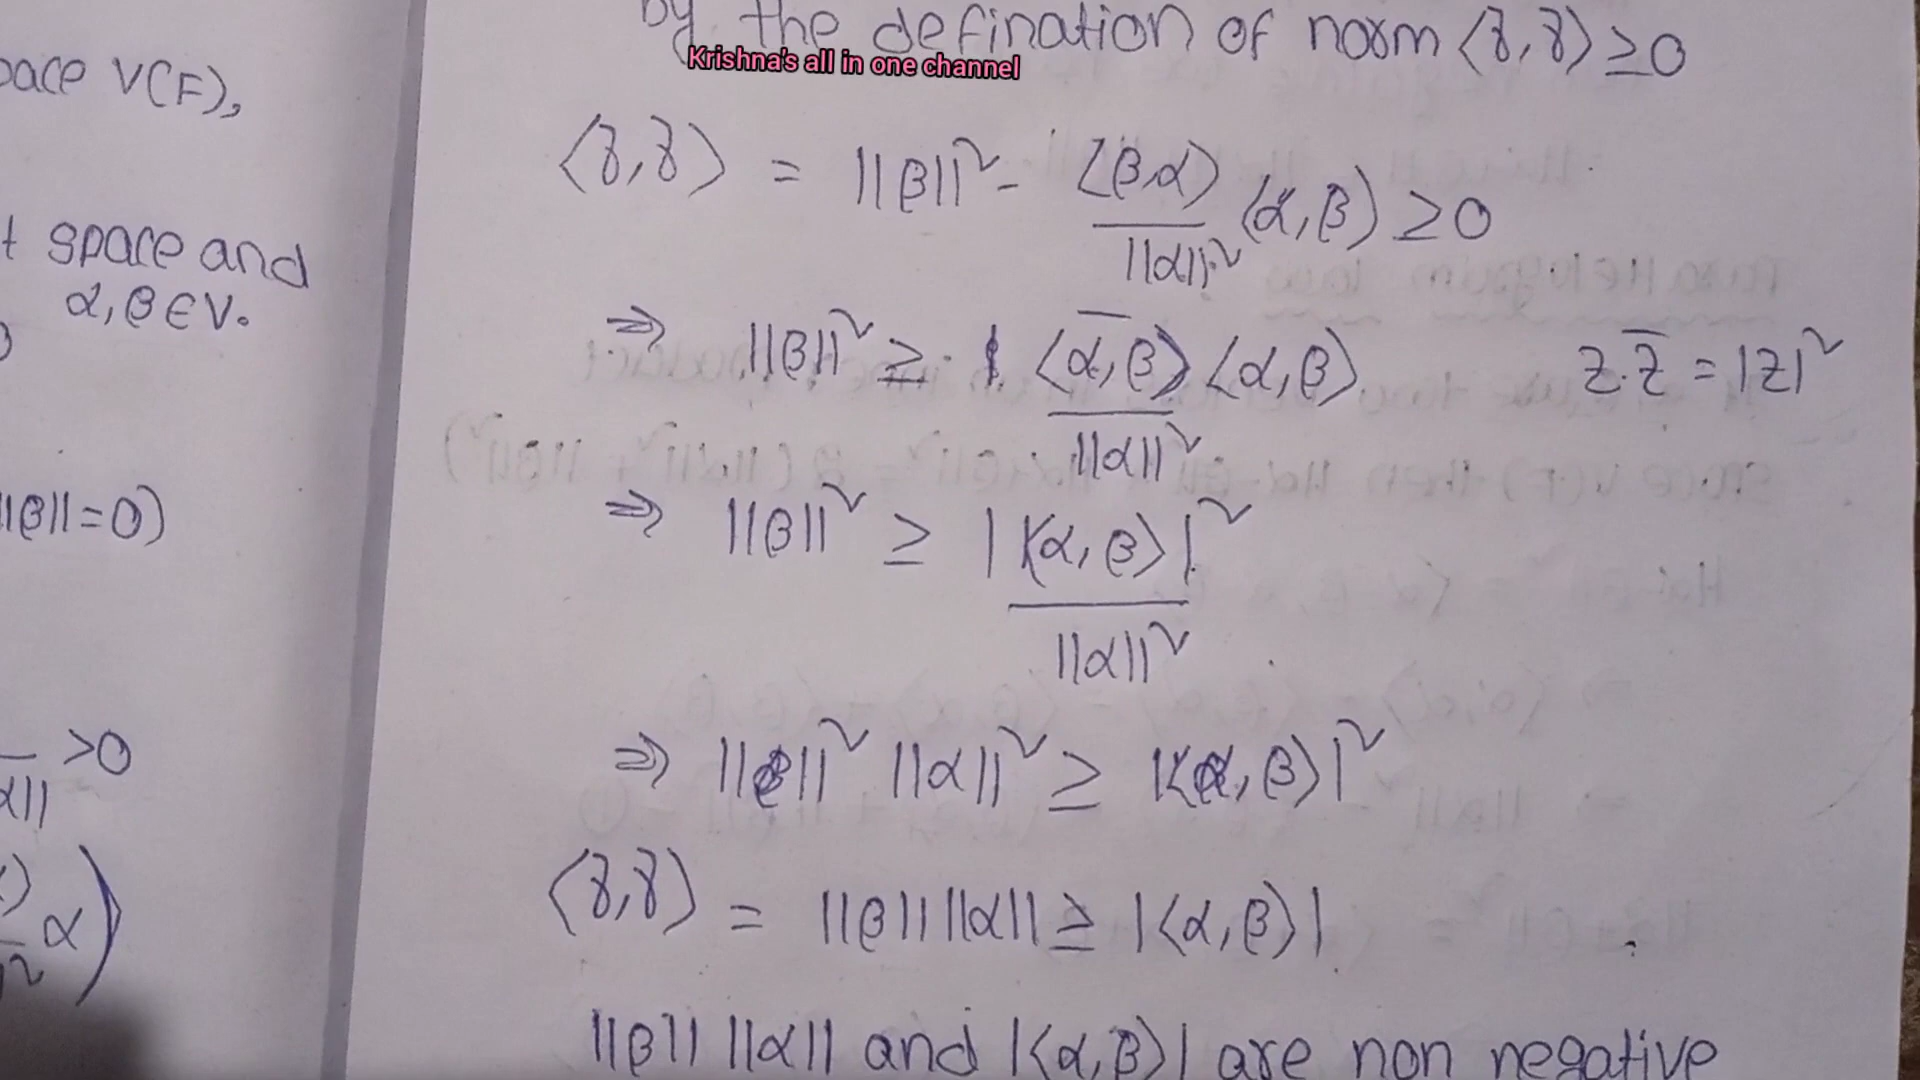 pace V(F),
t space and
α, β ∈ V.
||β|| = 0)
> 0
α||
α)
by the defination of norm ⟨γ, γ⟩ ≥ 0
Krishna's all in one channel
⟨γ, γ⟩ = ||β||² - ⟨β, α⟩ / ||α||² ⟨α, β⟩ ≥ 0
⇒ ||β||² ≥ \overline{⟨α, β⟩} ⟨α, β⟩ / ||α||² z.z̄ = |z|²
⇒ ||β||² ≥ |⟨α, β⟩|² / ||α||²
⇒ ||β||² ||α||² ≥ |⟨α, β⟩|²
⟨γ, γ⟩ = ||β|| ||α|| ≥ |⟨α, β⟩|.
||β|| ||α|| and |⟨α, β⟩| are non negative